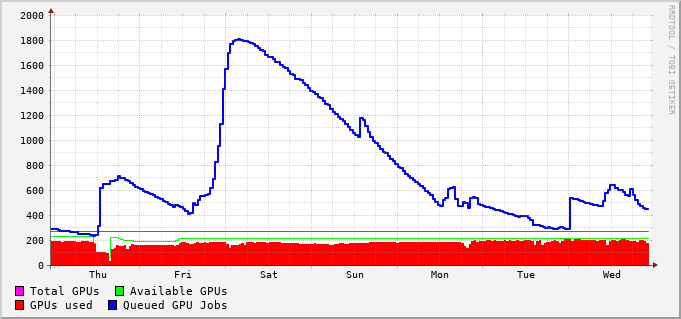 2000
1800
1600
1400
1200
1000
800
600
400
200
0
Thu Fri Sat Sun Mon Tue Wed
Total GPUs Available GPUs
GPUs used Queued GPU Jobs
RRDTOOL / TOBI OETIKER